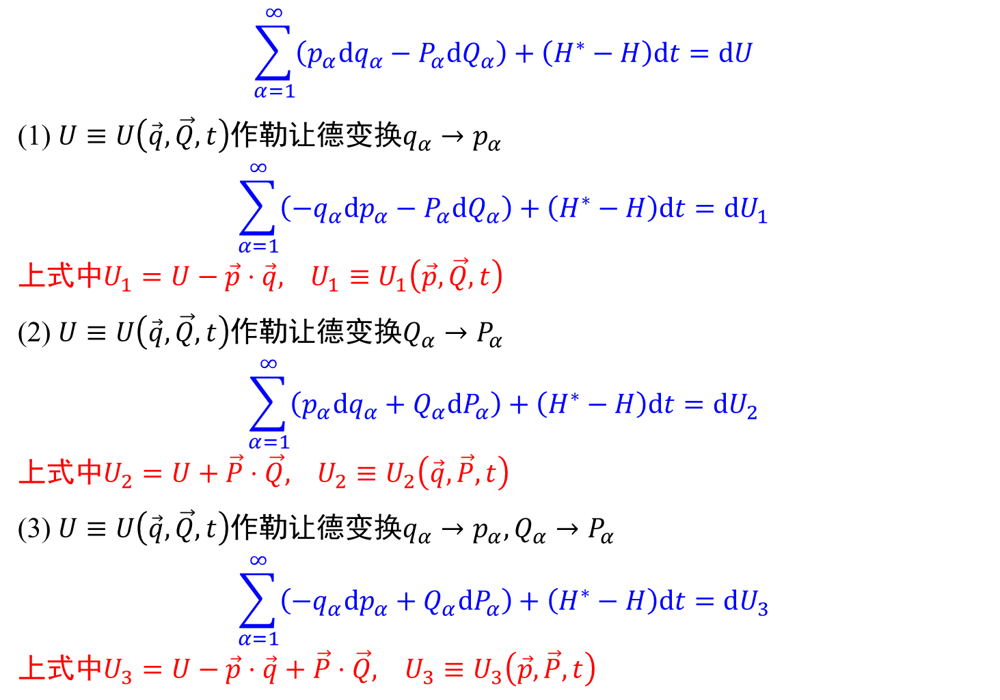 $\sum_{\alpha=1}^{\infty}(p_\alpha \mathrm{d}q_\alpha - P_\alpha \mathrm{d}Q_\alpha) + (H^* - H)\mathrm{d}t = \mathrm{d}U$
(1) $U \equiv U(\vec{q}, \vec{Q}, t)$作勒让德变换$q_\alpha \to p_\alpha$
$\sum_{\alpha=1}^{\infty}(-q_\alpha \mathrm{d}p_\alpha - P_\alpha \mathrm{d}Q_\alpha) + (H^* - H)\mathrm{d}t = \mathrm{d}U_1$
上式中$U_1 = U - \vec{p} \cdot \vec{q}, \quad U_1 \equiv U_1(\vec{p}, \vec{Q}, t)$
(2) $U \equiv U(\vec{q}, \vec{Q}, t)$作勒让德变换$Q_\alpha \to P_\alpha$
$\sum_{\alpha=1}^{\infty}(p_\alpha \mathrm{d}q_\alpha + Q_\alpha \mathrm{d}P_\alpha) + (H^* - H)\mathrm{d}t = \mathrm{d}U_2$
上式中$U_2 = U + \vec{P} \cdot \vec{Q}, \quad U_2 \equiv U_2(\vec{q}, \vec{P}, t)$
(3) $U \equiv U(\vec{q}, \vec{Q}, t)$作勒让德变换$q_\alpha \to p_\alpha, Q_\alpha \to P_\alpha$
$\sum_{\alpha=1}^{\infty}(-q_\alpha \mathrm{d}p_\alpha + Q_\alpha \mathrm{d}P_\alpha) + (H^* - H)\mathrm{d}t = \mathrm{d}U_3$
上式中$U_3 = U - \vec{p} \cdot \vec{q} + \vec{P} \cdot \vec{Q}, \quad U_3 \equiv U_3(\vec{p}, \vec{P}, t)$